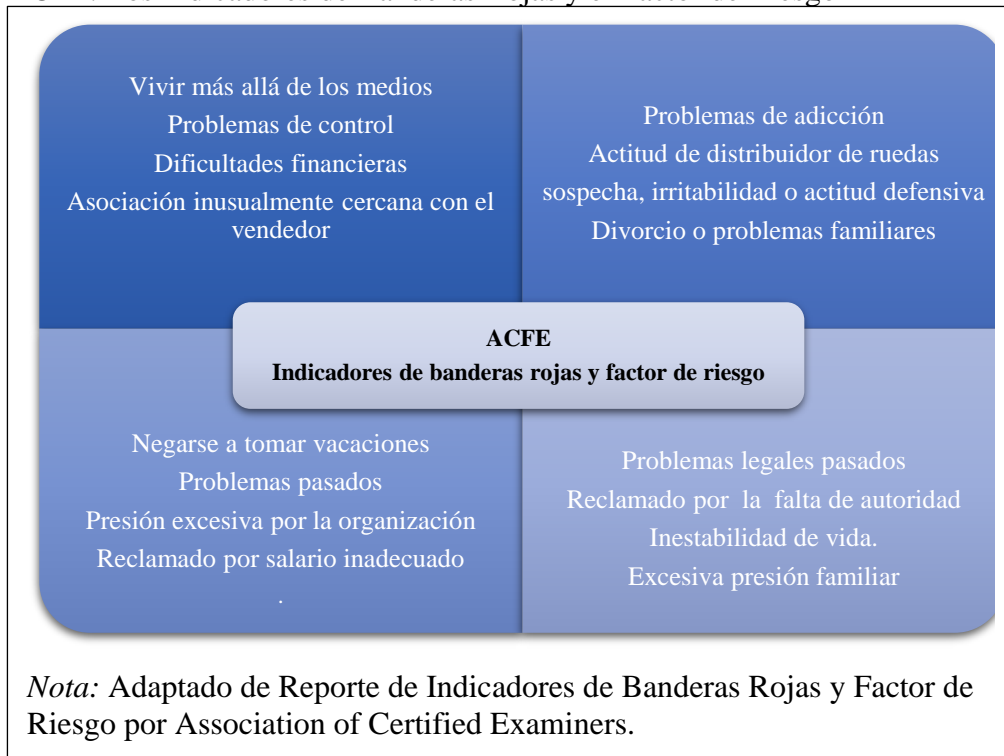 Vivir más allá de los medios
Problemas de control
Dificultades financieras
Asociación inusualmente cercana con el
vendedor
Problemas de adicción
Actitud de distribuidor de ruedas
sospecha, irritabilidad o actitud defensiva
Divorcio o problemas familiares
ACFE
Indicadores de banderas rojas y factor de riesgo
Negarse a tomar vacaciones
Problemas pasados
Presión excesiva por la organización
Reclamado por salario inadecuado
.
Problemas legales pasados
Reclamado por la falta de autoridad
Inestabilidad de vida.
Excesiva presión familiar
Nota: Adaptado de Reporte de Indicadores de Banderas Rojas y Factor de
Riesgo por Association of Certified Examiners.